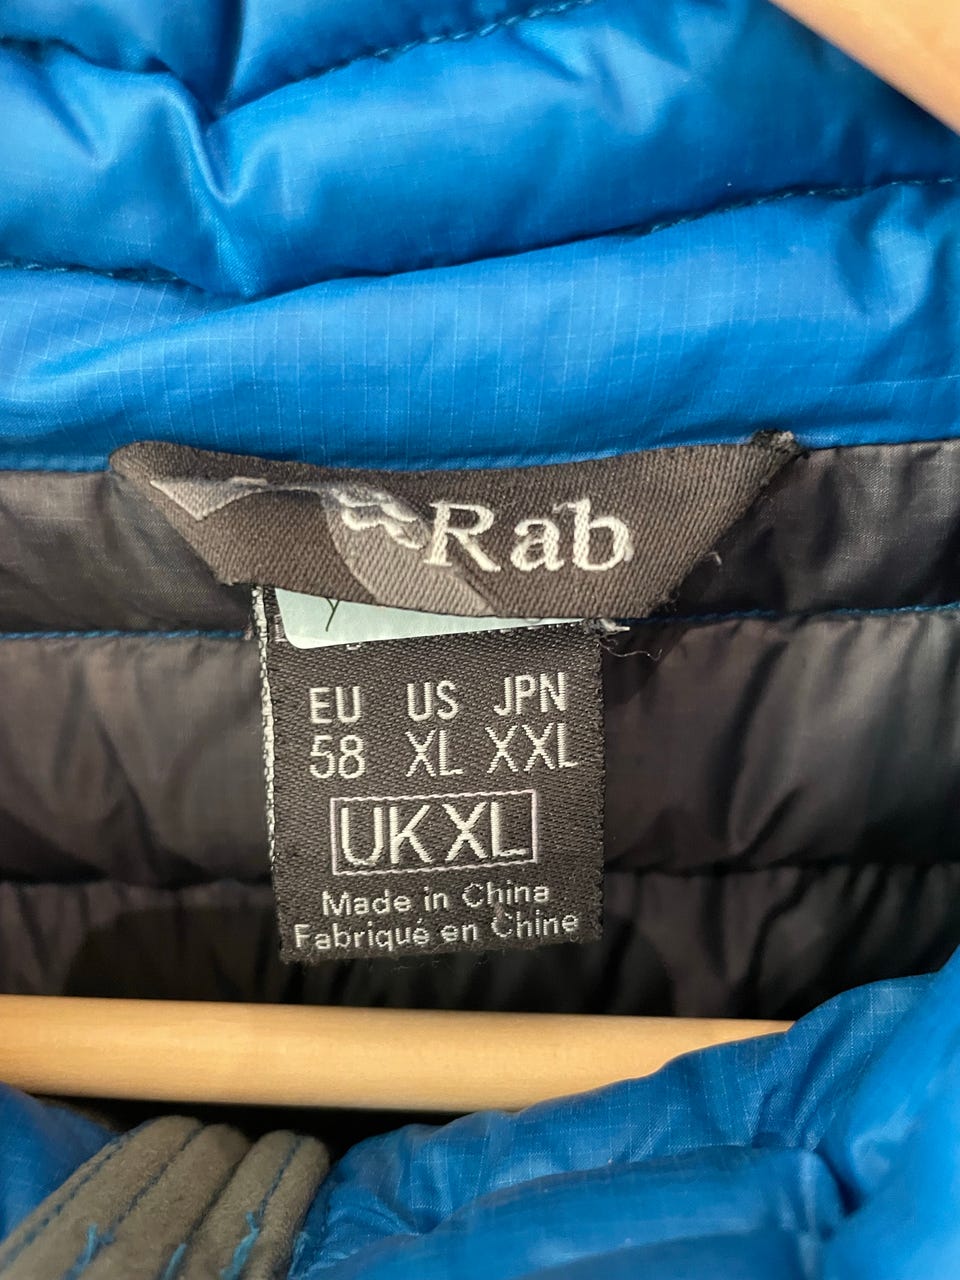 Rab
EU US JPN
58 XL XXL
UK XL
Made in China
Fabriqué en Chine